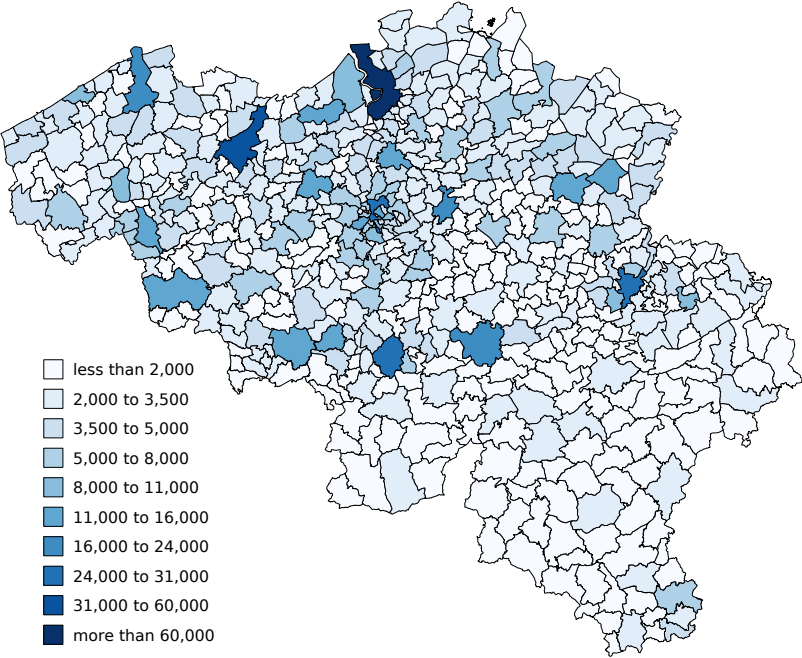 less than 2,000
2,000 to 3,500
3,500 to 5,000
5,000 to 8,000
8,000 to 11,000
11,000 to 16,000
16,000 to 24,000
24,000 to 31,000
31,000 to 60,000
more than 60,000